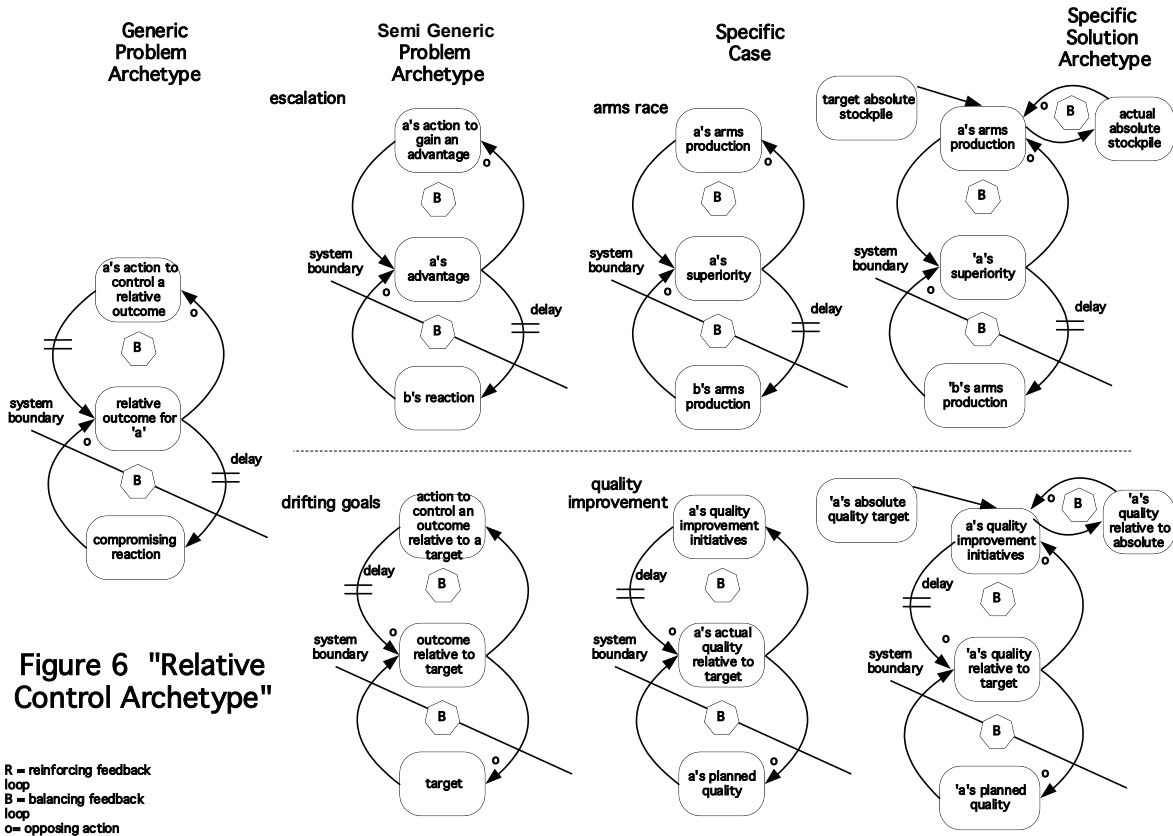 Generic
Problem
Archetype
Semi Generic
Problem
Archetype
Specific
Case
Specific
Solution
Archetype
a's action to
control a
relative
outcome
o
B
relative
outcome for
'a'
system
boundary
o
B
delay
compromising
reaction
escalation
a's action to
gain an
advantage
o
B
system
boundary
a's
advantage
o
B
delay
b's reaction
arms race
a's arms
production
o
B
system
boundary
a's
superiority
o
B
delay
b's arms
production
target absolute
stockpile
o
B
actual
absolute
stockpile
a's arms
production
o
B
system
boundary
'a's
superiority
o
B
delay
'b's arms
production
drifting goals
action to
control an
outcome
relative to a
target
delay
B
system
boundary
o
outcome
relative to
target
B
o
target
quality
improvement
a's quality
improvement
initiatives
delay
B
system
boundary
o
a's actual
quality
relative to
target
B
o
a's planned
quality
'a's absolute
quality target
o
B
'a's
quality
relative to
absolute
a's quality
improvement
initiatives
o
delay
B
system
boundary
o
'a's quality
relative to
target
B
o
'a's planned
quality
Figure 6 "Relative
Control Archetype"
R = reinforcing feedback
loop
B = balancing feedback
loop
o= opposing action